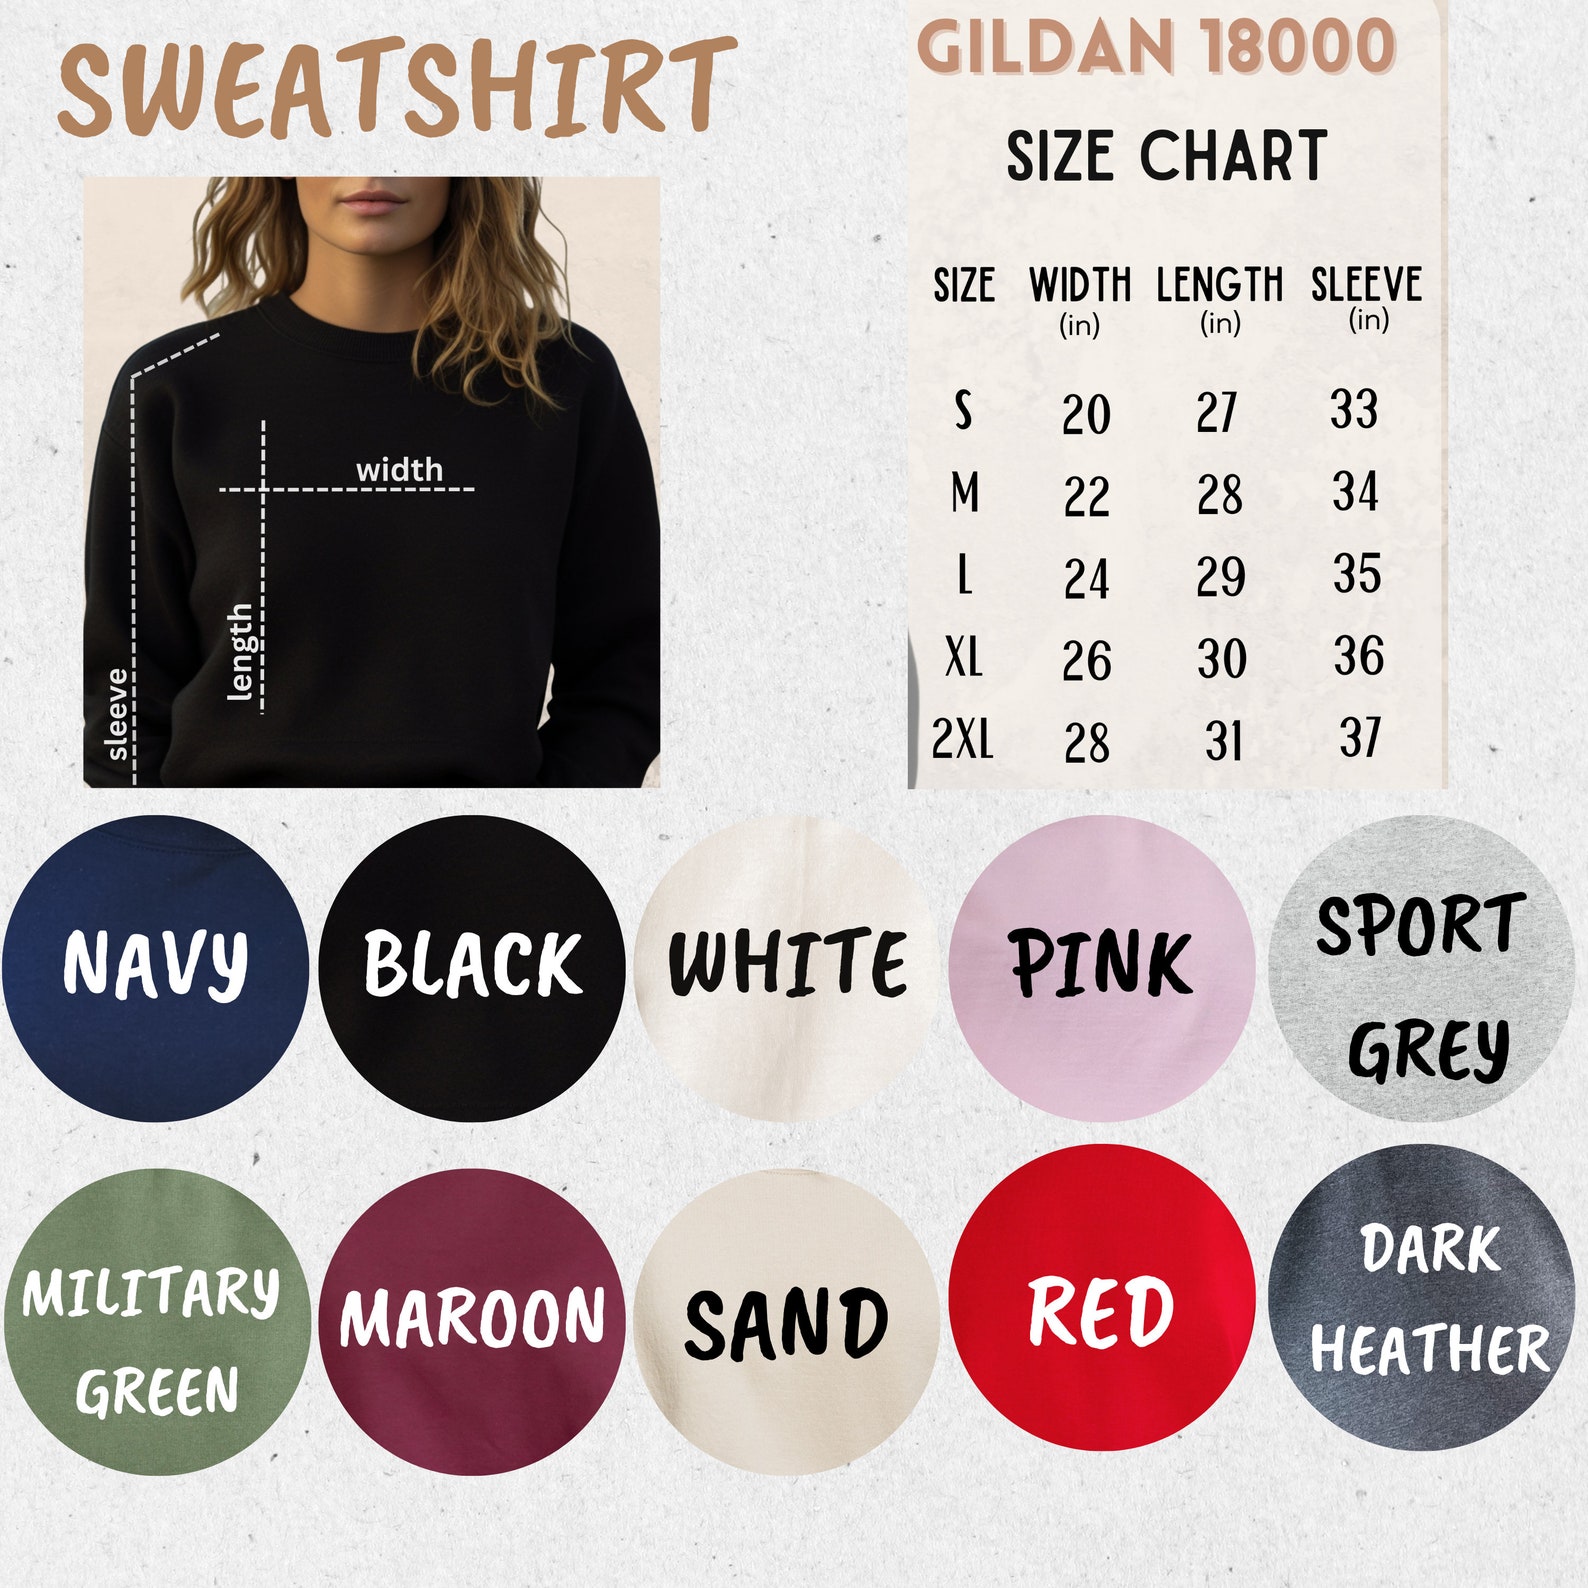 SWEATSHIRT
GILDAN 18000
SIZE CHART
SIZE WIDTH LENGTH SLEEVE
(in) (in) (in)
S 20 27 33
M 22 28 34
L 24 29 35
XL 26 30 36
2XL 28 31 37
width
length
sleeve
NAVY
BLACK
WHITE
PINK
SPORT
GREY
MILITARY
GREEN
MAROON
SAND
RED
DARK
HEATHER